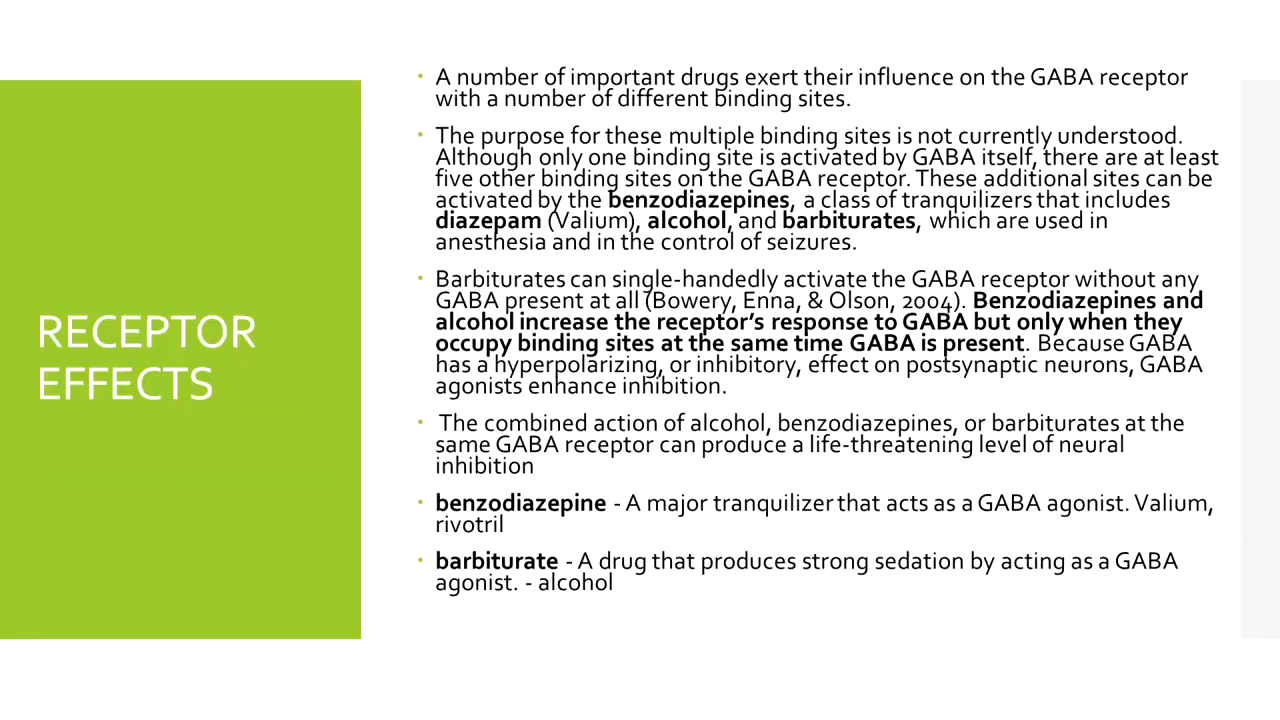 RECEPTOR
EFFECTS
• A number of important drugs exert their influence on the GABA receptor
with a number of different binding sites.
• The purpose for these multiple binding sites is not currently understood.
Although only one binding site is activated by GABA itself, there are at least
five other binding sites on the GABA receptor. These additional sites can be
activated by the benzodiazepines, a class of tranquilizers that includes
diazepam (Valium), alcohol, and barbiturates, which are used in
anesthesia and in the control of seizures.
• Barbiturates can single-handedly activate the GABA receptor without any
GABA present at all (Bowery, Enna, & Olson, 2004). Benzodiazepines and
alcohol increase the receptor's response to GABA but only when they
occupy binding sites at the same time GABA is present. Because GABA
has a hyperpolarizing, or inhibitory, effect on postsynaptic neurons, GABA
agonists enhance inhibition.
• The combined action of alcohol, benzodiazepines, or barbiturates at the
same GABA receptor can produce a life-threatening level of neural
inhibition
• benzodiazepine - A major tranquilizer that acts as a GABA agonist. Valium,
rivotril
• barbiturate - A drug that produces strong sedation by acting as a GABA
agonist. - alcohol